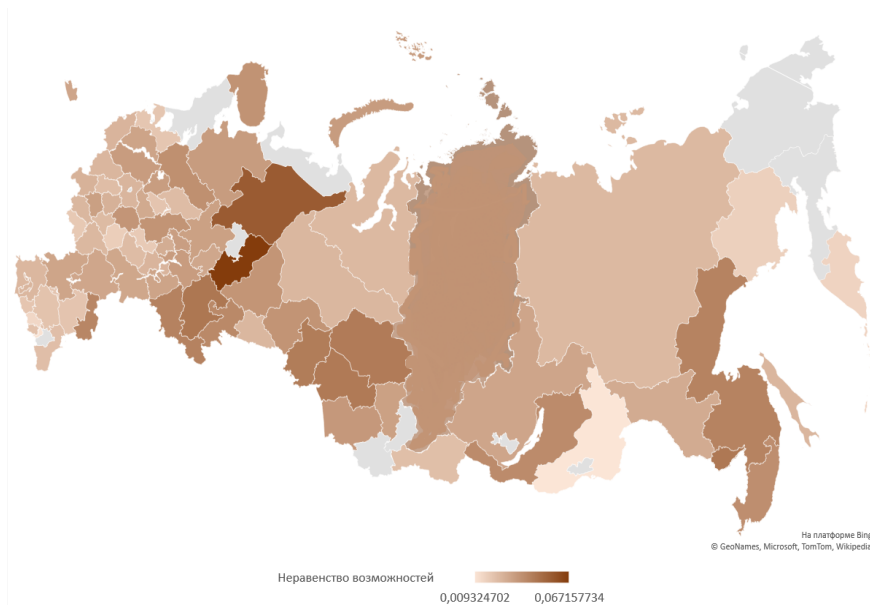 На платформе Bing
© GeoNames, Microsoft, TomTom, Wikipedia
Неравенство возможностей
0,009324702 0,067157734